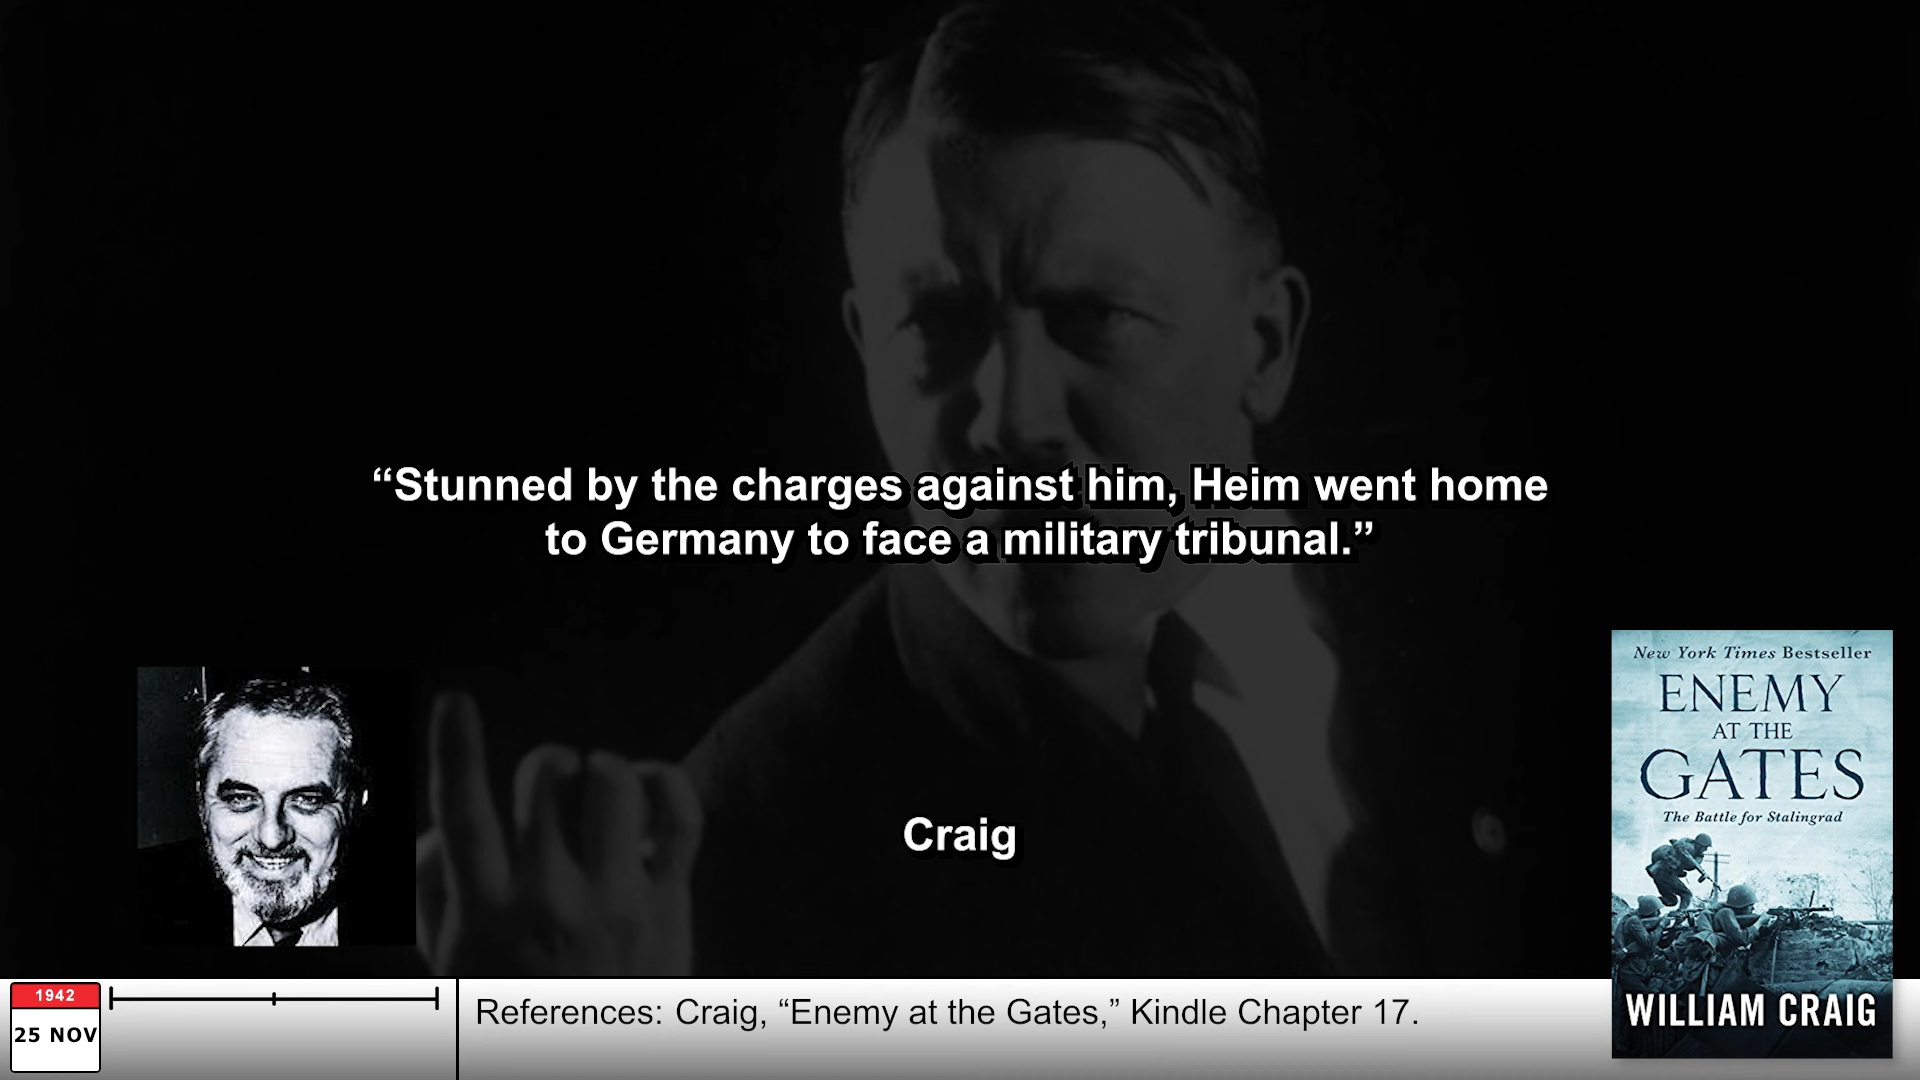 “Stunned by the charges against him, Heim went home
to Germany to face a military tribunal.”
Craig
New York Times Bestseller
ENEMY
AT THE
GATES
The Battle for Stalingrad
WILLIAM CRAIG
1942
25 NOV
References: Craig, “Enemy at the Gates,” Kindle Chapter 17.